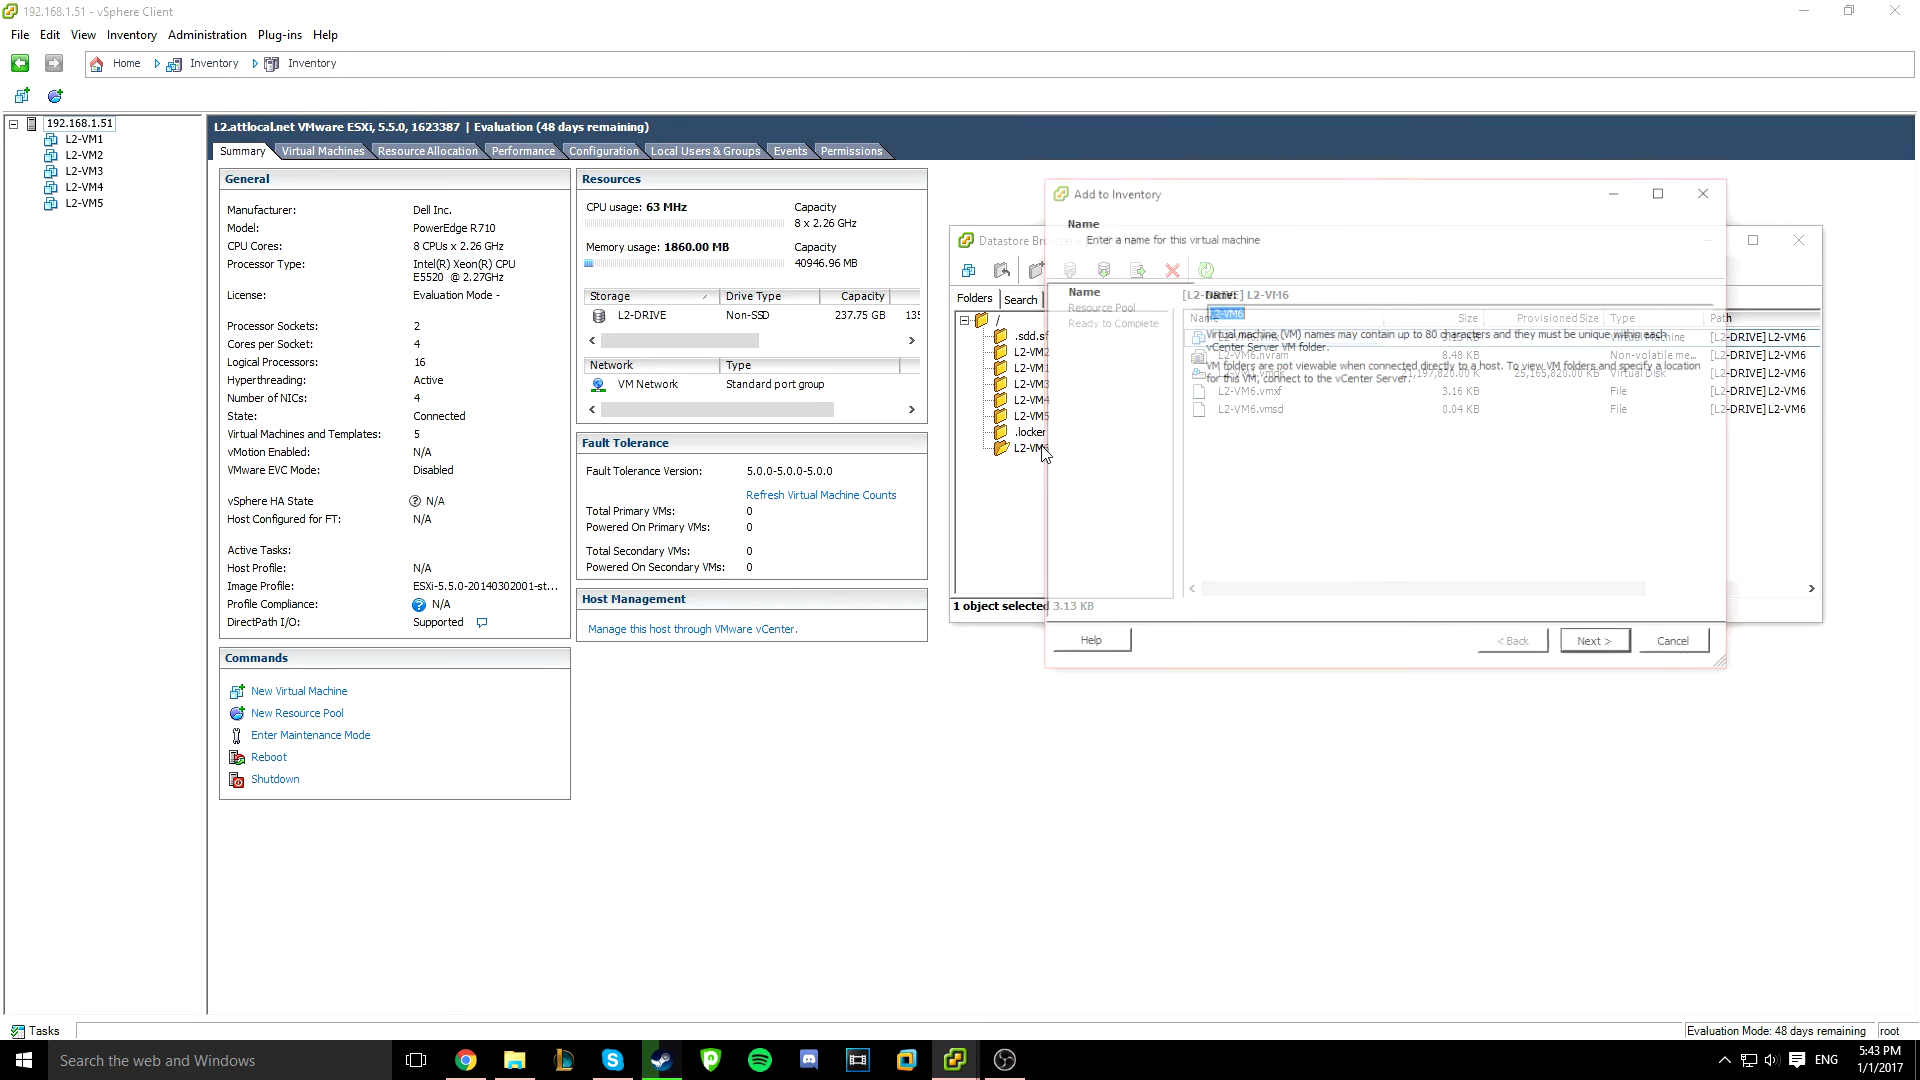 192.168.1.51 - vSphere Client
File Edit View Inventory Administration Plug-ins Help
Home Inventory Inventory
192.168.1.51
L2-VM1
L2-VM2
L2-VM3
L2-VM4
L2-VM5
L2.attlocal.net VMware ESXi, 5.5.0, 1623387 | Evaluation (48 days remaining)
Summary Virtual Machines Resource Allocation Performance Configuration Local Users & Groups Events Permissions
General
Manufacturer: Dell Inc.
Model: PowerEdge R710
CPU Cores: 8 CPUs x 2.26 GHz
Processor Type: Intel(R) Xeon(R) CPU
E5520 @ 2.27GHz
License: Evaluation Mode -
Processor Sockets: 2
Cores per Socket: 4
Logical Processors: 16
Hyperthreading: Active
Number of NICs: 4
State: Connected
Virtual Machines and Templates: 5
vMotion Enabled: N/A
VMware EVC Mode: Disabled
vSphere HA State N/A
Host Configured for FT: N/A
Active Tasks:
Host Profile: N/A
Image Profile: ESXi-5.5.0-20140302001-st...
Profile Compliance: N/A
DirectPath I/O: Supported
Commands
New Virtual Machine
New Resource Pool
Enter Maintenance Mode
Reboot
Shutdown
Resources
CPU usage: 63 MHz Capacity
8 x 2.26 GHz
Memory usage: 1860.00 MB Capacity
40946.96 MB
Storage Drive Type Capacity
L2-DRIVE Non-SSD 237.75 GB 135
Network Type
VM Network Standard port group
Fault Tolerance
Fault Tolerance Version: 5.0.0-5.0.0-5.0.0
Refresh Virtual Machine Counts
Total Primary VMs: 0
Powered On Primary VMs: 0
Total Secondary VMs: 0
Powered On Secondary VMs: 0
Host Management
Manage this host through VMware vCenter.
Datastore
Folders Search
/
L2-VM1
L2-VM3
L2-VM4
L2-VM5
.locker
1 object selected 3.13 KB
L2-VM6
Name Size Provisioned Size Type Path
[L2-DRIVE] L2-VM6
L2-VM6.nvram 8.48 KB Non-volatile me... [L2-DRIVE] L2-VM6
Virtual Disk [L2-DRIVE] L2-VM6
L2-VM6.vmxf 3.16 KB File [L2-DRIVE] L2-VM6
L2-VM6.vmsd 0.04 KB File [L2-DRIVE] L2-VM6
Add to Inventory
Name
Enter a name for this virtual machine
Name
Resource Pool
Ready to Complete
Name:
L2-VM6
Virtual machine (VM) names may contain up to 80 characters and they must be unique within each
vCenter Server VM folder.
VM folders are not viewable when connected directly to a host. To view VM folders and specify a location
for this VM, connect to the vCenter Server.
Help < Back Next > Cancel
Tasks
Evaluation Mode: 48 days remaining root
Search the web and Windows
ENG
5:43 PM
1/1/2017